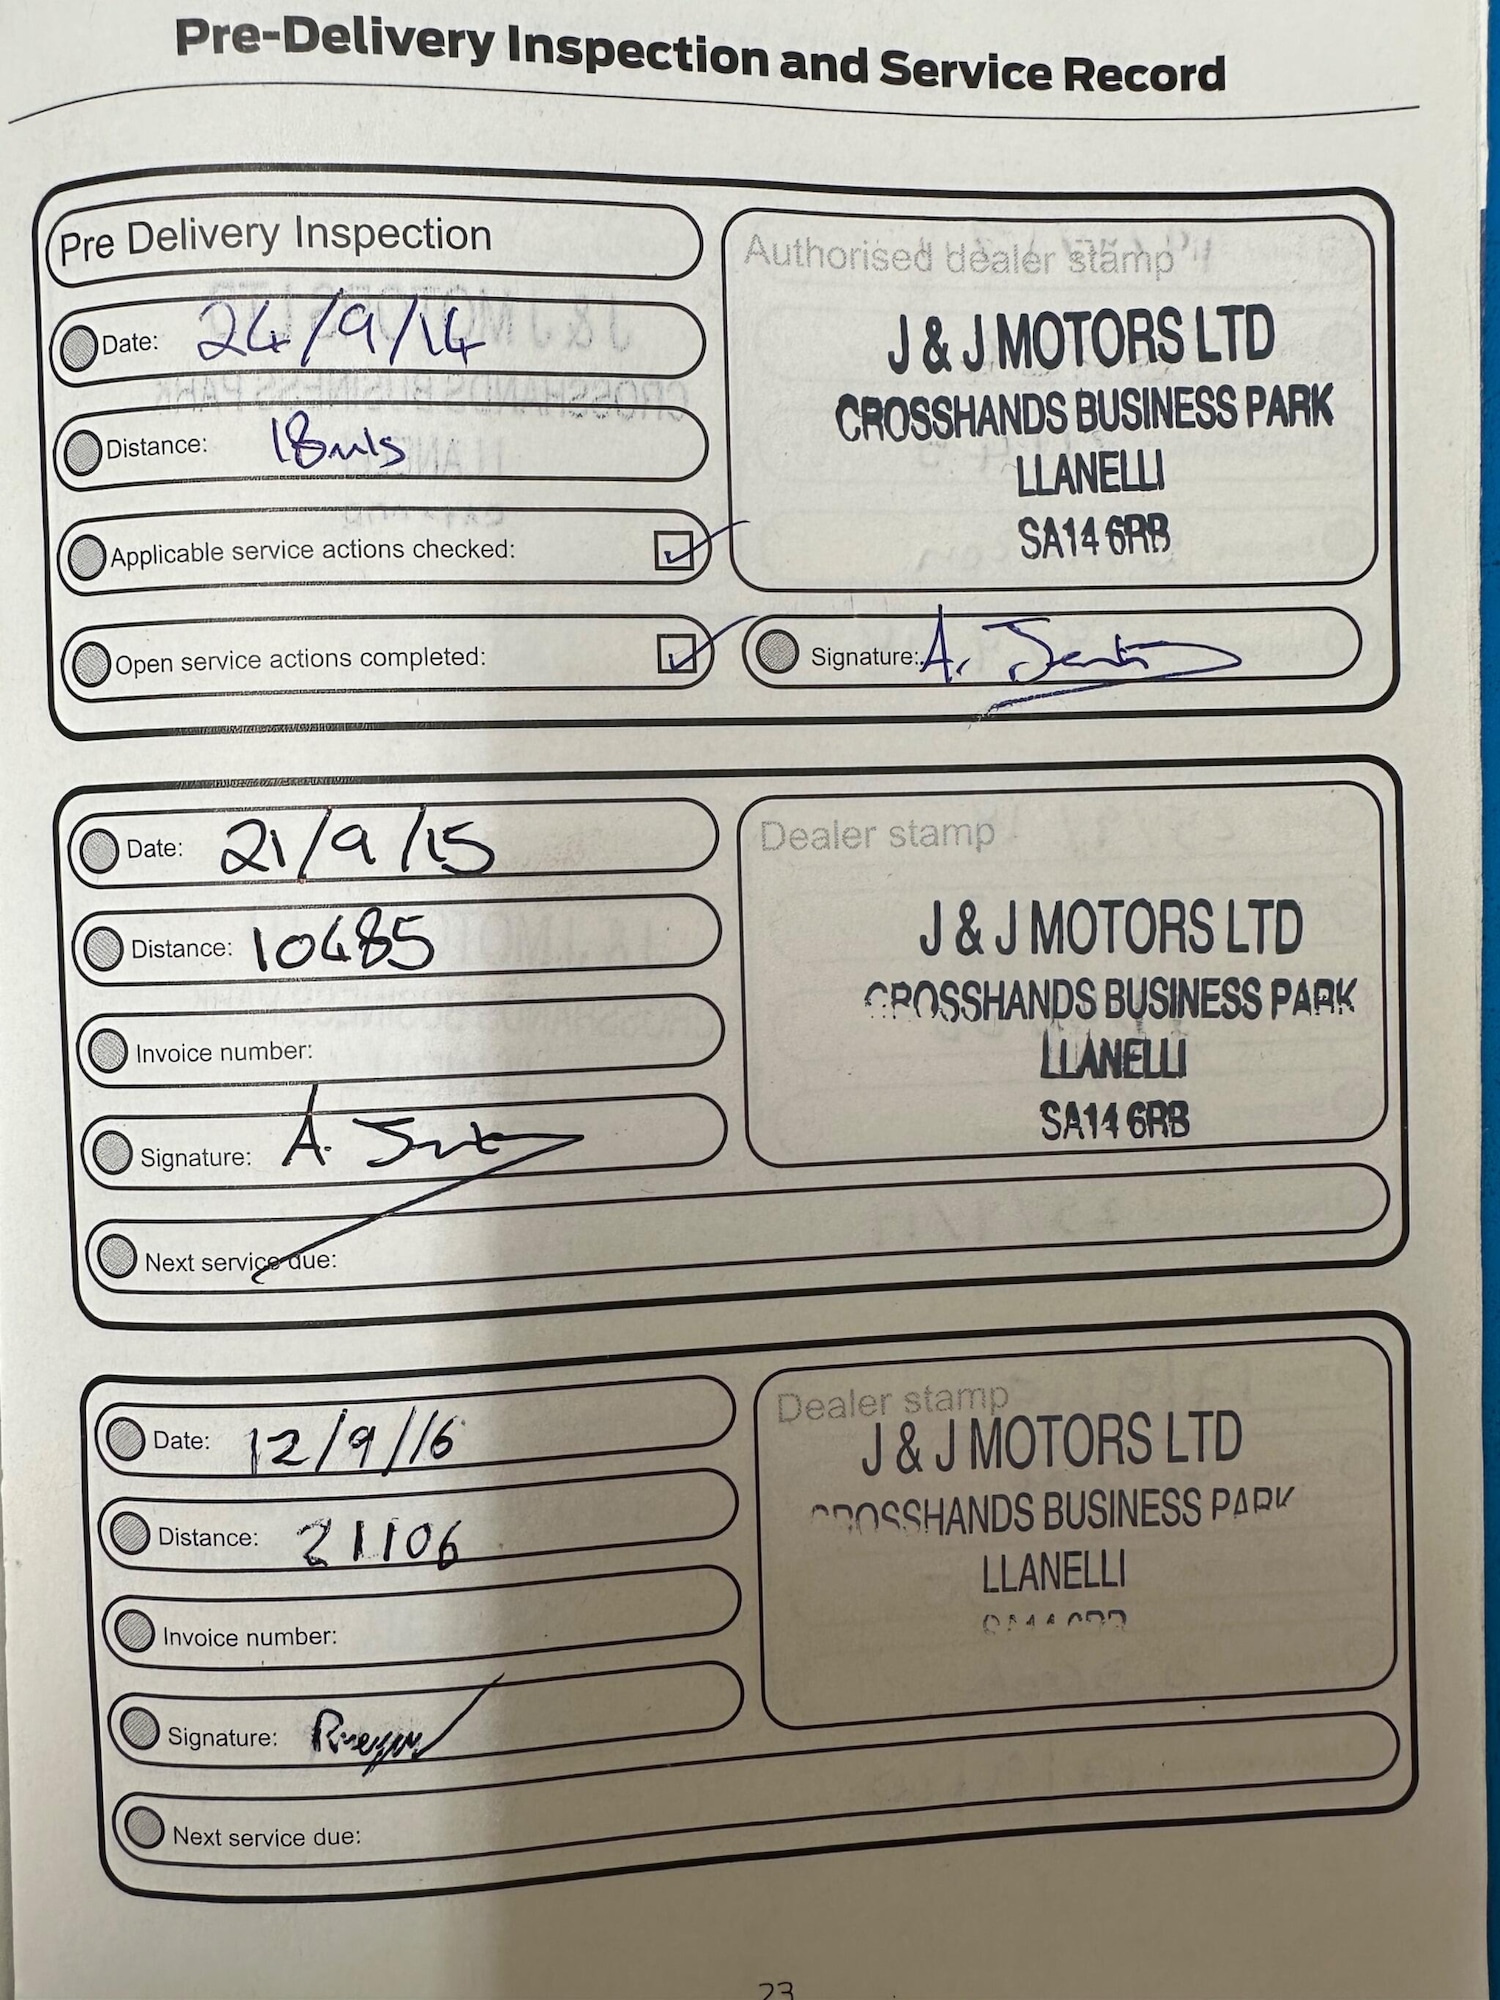 Pre-Delivery Inspection and Service Record
Pre Delivery Inspection
Date: 24/9/14
Distance: 18mls
Applicable service actions checked:
Open service actions completed:
Authorised dealer stamp
J & J MOTORS LTD
CROSSHANDS BUSINESS PARK
LLANELLI
SA14 6RB
Signature: A.
Date: 21/9/15
Distance: 10485
Invoice number:
Signature: A.
Next service due:
Dealer stamp
J & J MOTORS LTD
CROSSHANDS BUSINESS PARK
LLANELLI
SA14 6RB
Date: 12/9/16
Distance: 21106
Invoice number:
Signature:
Next service due:
Dealer stamp
J & J MOTORS LTD
CROSSHANDS BUSINESS PARK
LLANELLI
23